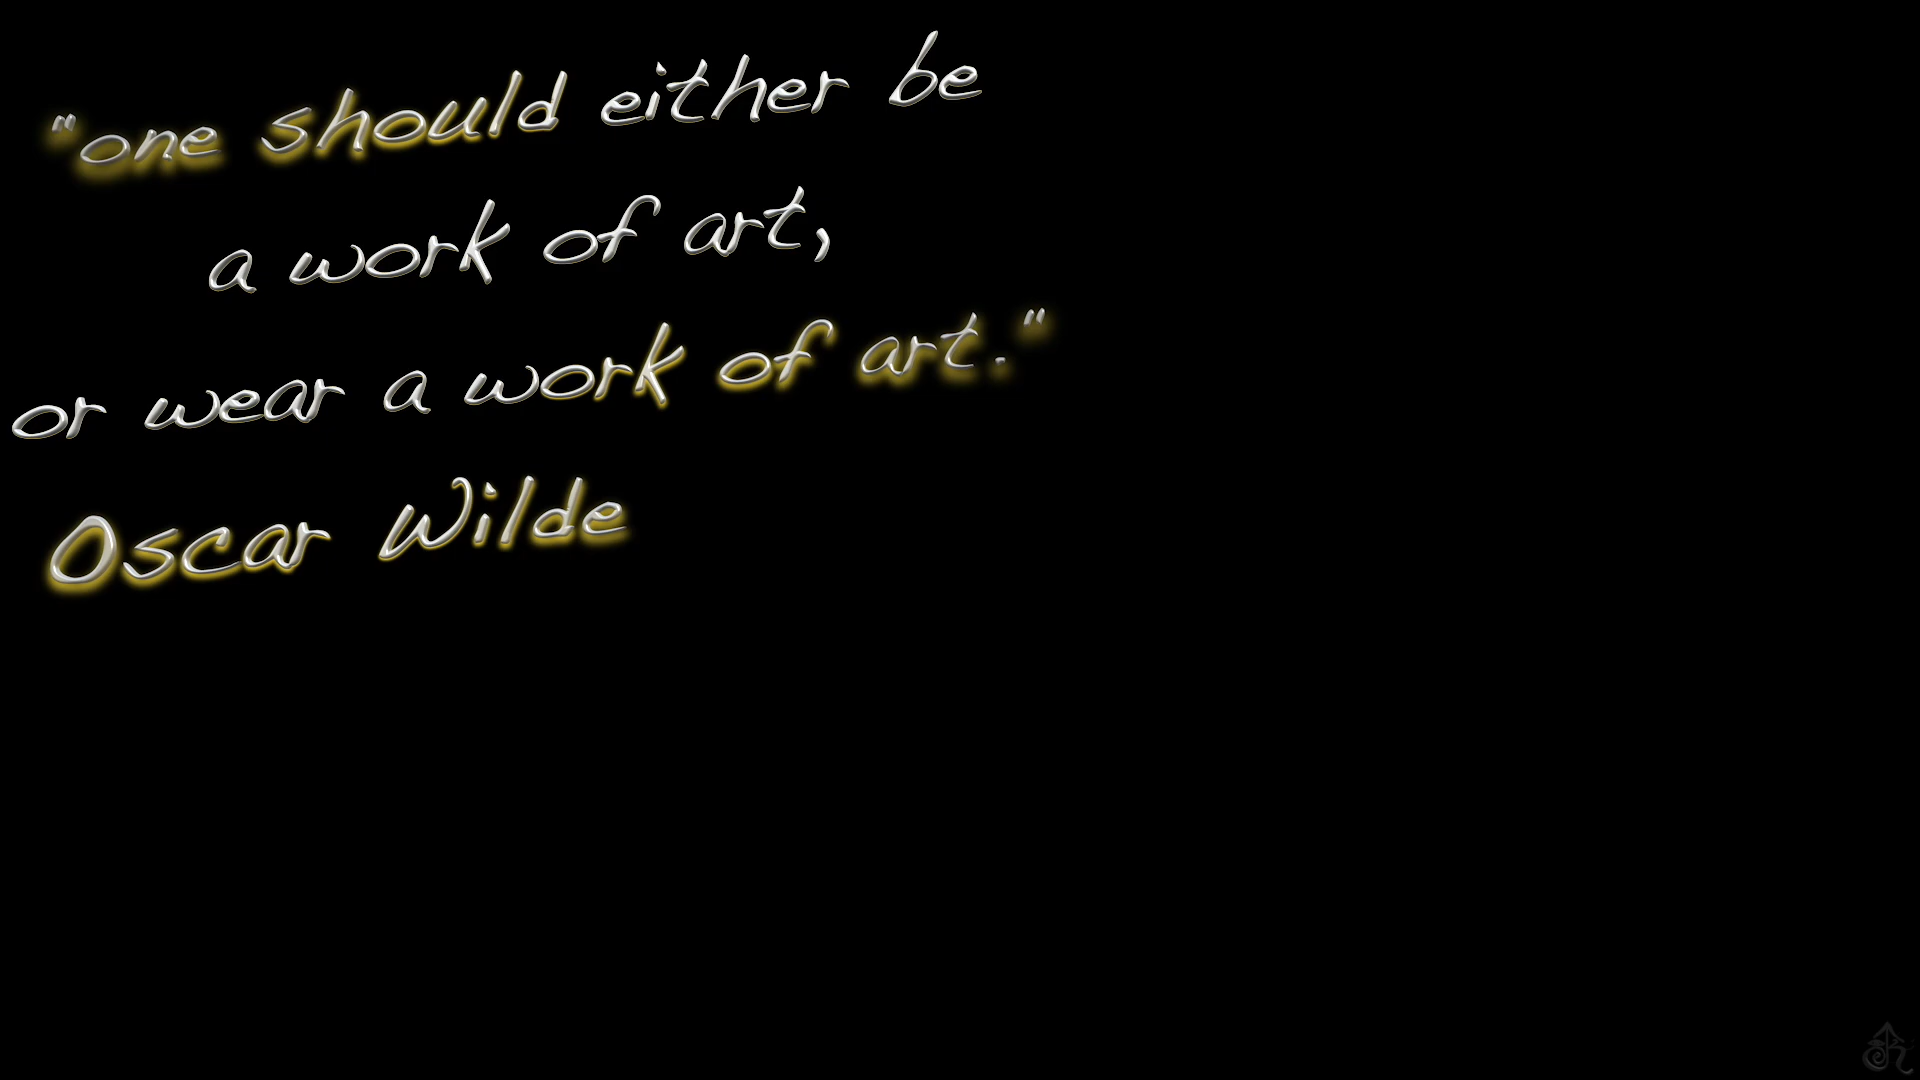 "one should either be
a work of art,
or wear a work of art."
Oscar Wilde